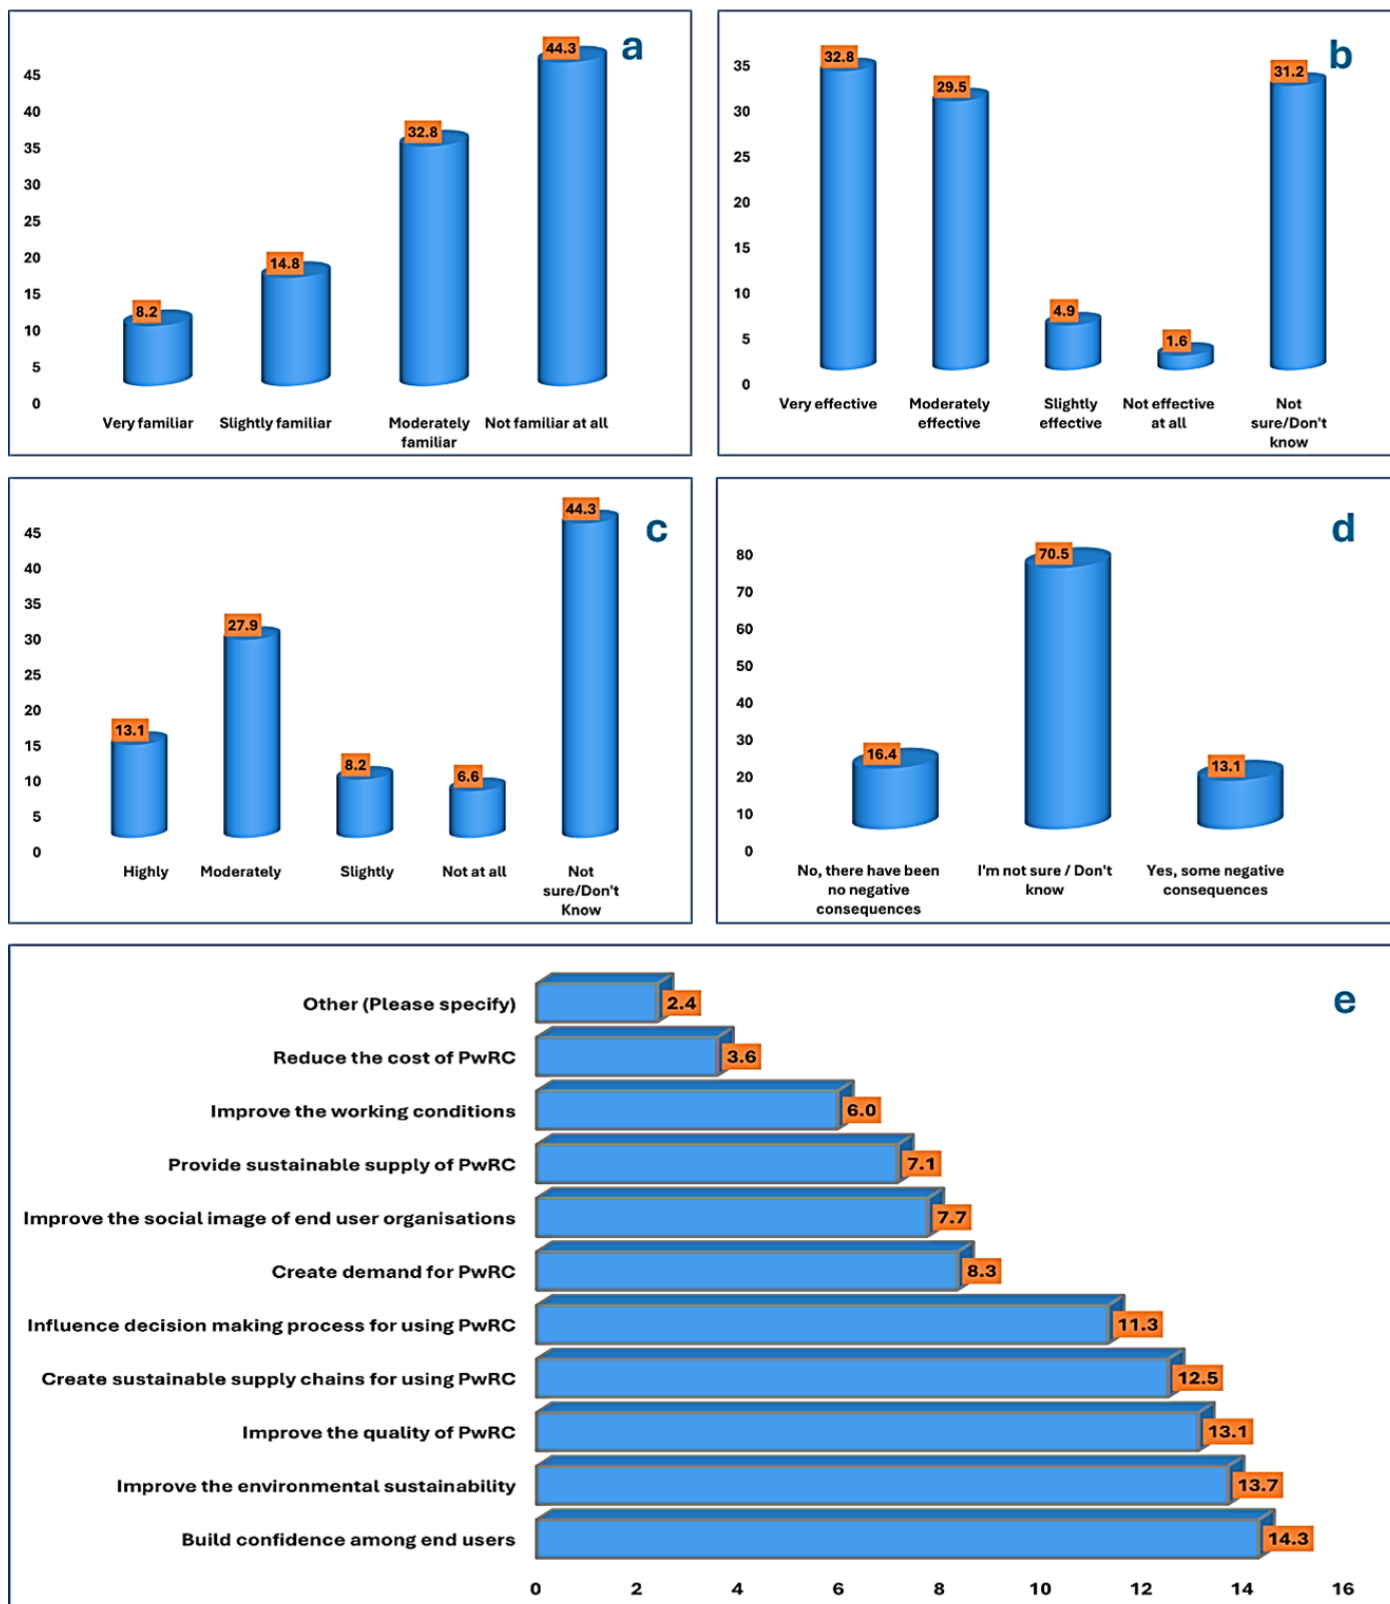 a
45
40
35
30
25
20
15
10
5
0
8.2
14.8
32.8
44.3
Very familiar
Slightly familiar
Moderately
familiar
Not familiar at all
b
35
30
25
20
15
10
5
0
32.8
29.5
4.9
1.6
31.2
Very effective
Moderately
effective
Slightly
effective
Not effective
at all
Not
sure/Don't
know
c
45
40
35
30
25
20
15
10
5
0
13.1
27.9
8.2
6.6
44.3
Highly
Moderately
Slightly
Not at all
Not
sure/Don't
Know
d
80
70
60
50
40
30
20
10
0
16.4
70.5
13.1
No, there have been
no negative
consequences
I'm not sure / Don't
know
Yes, some negative
consequences
e
Other (Please specify) 2.4
Reduce the cost of PwRC 3.6
Improve the working conditions 6.0
Provide sustainable supply of PwRC 7.1
Improve the social image of end user organisations 7.7
Create demand for PwRC 8.3
Influence decision making process for using PwRC 11.3
Create sustainable supply chains for using PwRC 12.5
Improve the quality of PwRC 13.1
Improve the environmental sustainability 13.7
Build confidence among end users 14.3
0 2 4 6 8 10 12 14 16